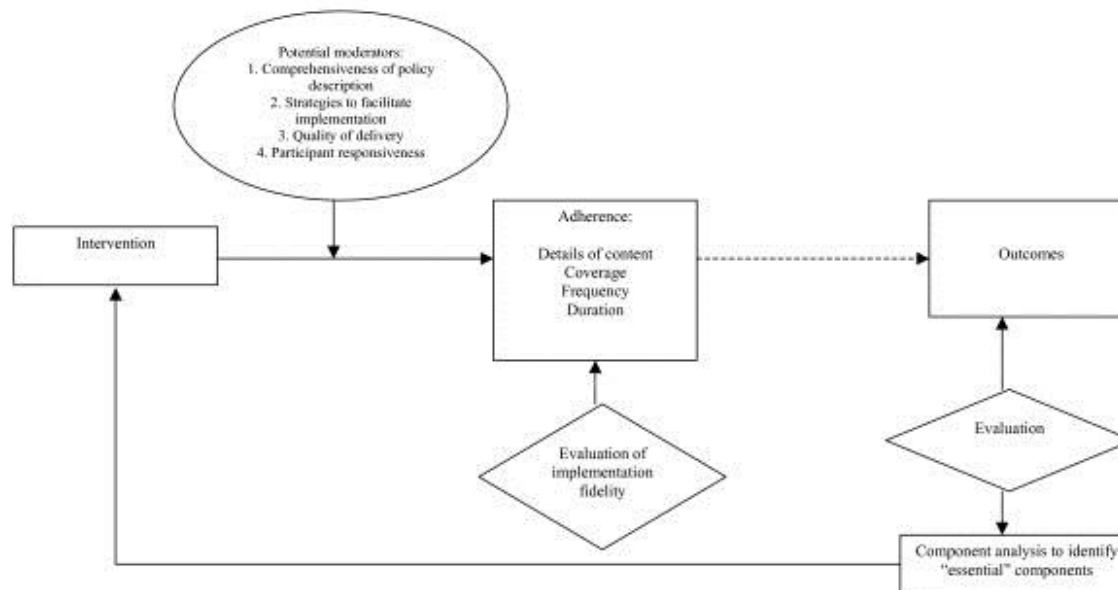 Potential moderators:
1. Comprehensiveness of policy
description
2. Strategies to facilitate
implementation
3. Quality of delivery
4. Participant responsiveness
Intervention
Adherence:
Details of content
Coverage
Frequency
Duration
Outcomes
Evaluation of
implementation
fidelity
Evaluation
Component analysis to identify
“essential” components